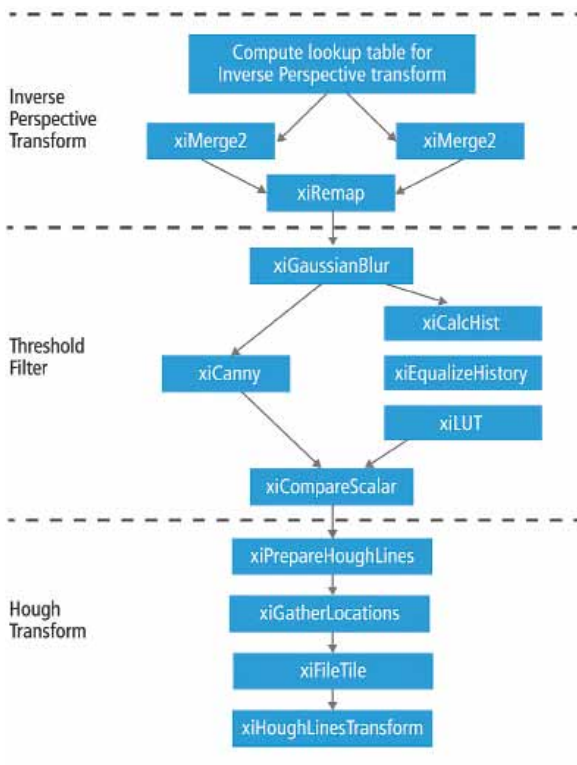 Compute lookup table for
Inverse Perspective transform
Inverse
Perspective
Transform
xiMerge2
xiMerge2
xiRemap
xiGaussianBlur
xiCalcHist
Threshold
Filter
xiCanny
xiEqualizeHistory
xiLUT
xiCompareScalar
xiPrepareHoughLines
Hough
Transform
xiGatherLocations
xiFileTile
xiHoughLinesTransform